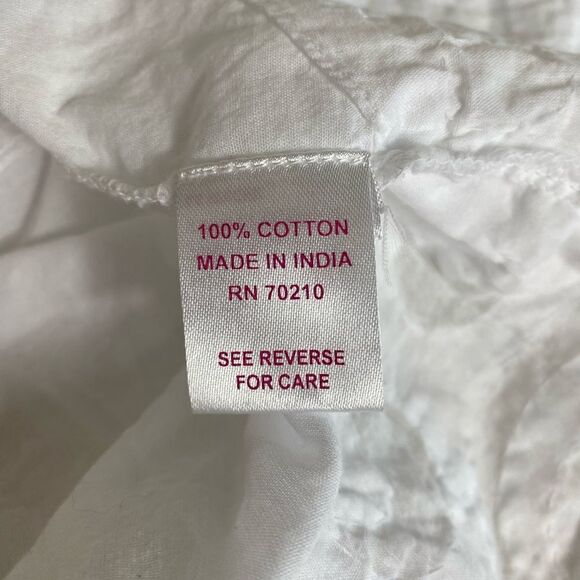 100% COTTON
MADE IN INDIA
RN 70210
SEE REVERSE
FOR CARE